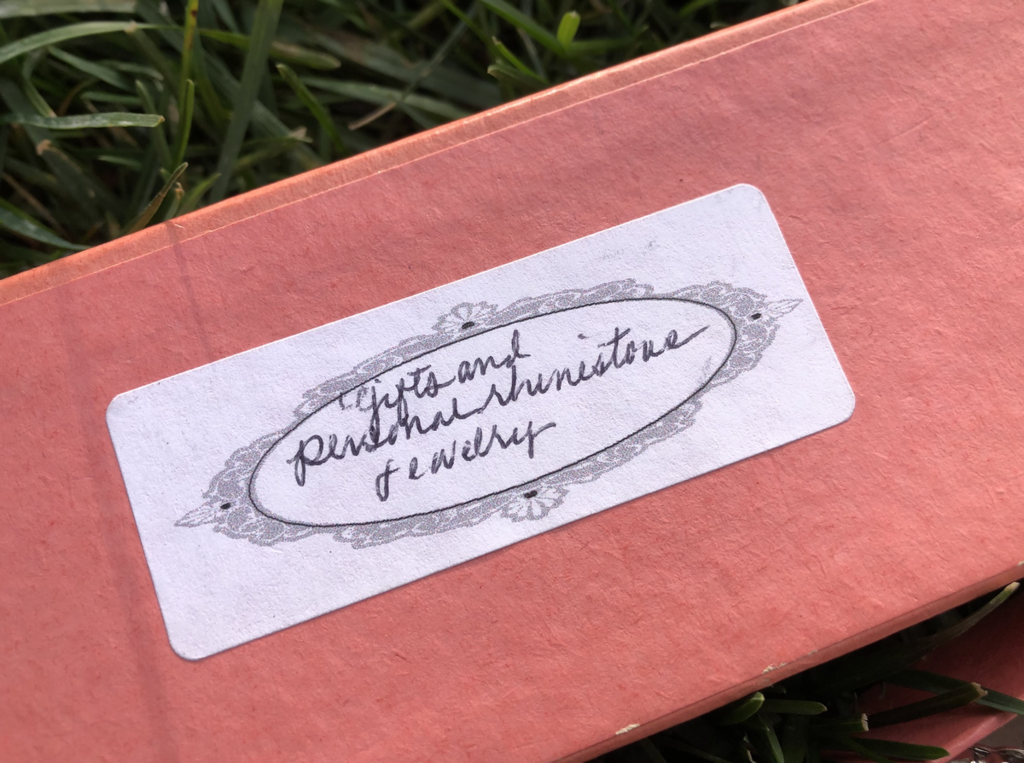 gifts and
personal rhinestone
jewelry